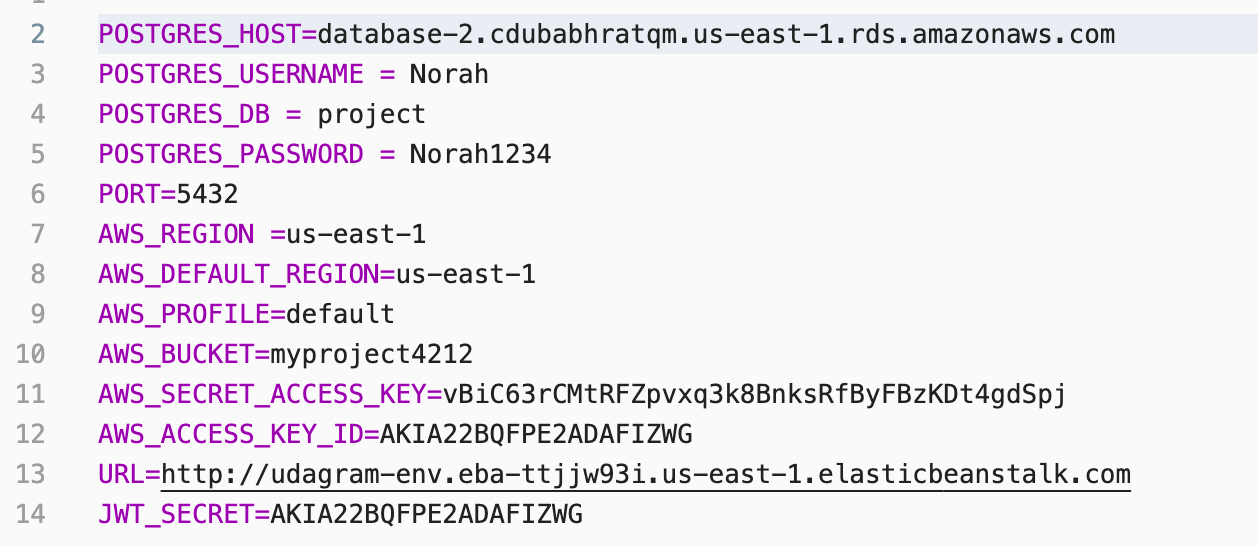 2 POSTGRES_HOST=database-2.cdubabhratqm.us-east-1.rds.amazonaws.com
3 POSTGRES_USERNAME = Norah
4 POSTGRES_DB = project
5 POSTGRES_PASSWORD = Norah1234
6 PORT=5432
7 AWS_REGION =us-east-1
8 AWS_DEFAULT_REGION=us-east-1
9 AWS_PROFILE=default
10 AWS_BUCKET=myproject4212
11 AWS_SECRET_ACCESS_KEY=vBiC63rCMtRFZpvxq3k8BnksRfByFBzKDt4gdSpj
12 AWS_ACCESS_KEY_ID=AKIA22BQFPE2ADAFIZWG
13 URL=http://udagram-env.eba-ttjjw93i.us-east-1.elasticbeanstalk.com
14 JWT_SECRET=AKIA22BQFPE2ADAFIZWG